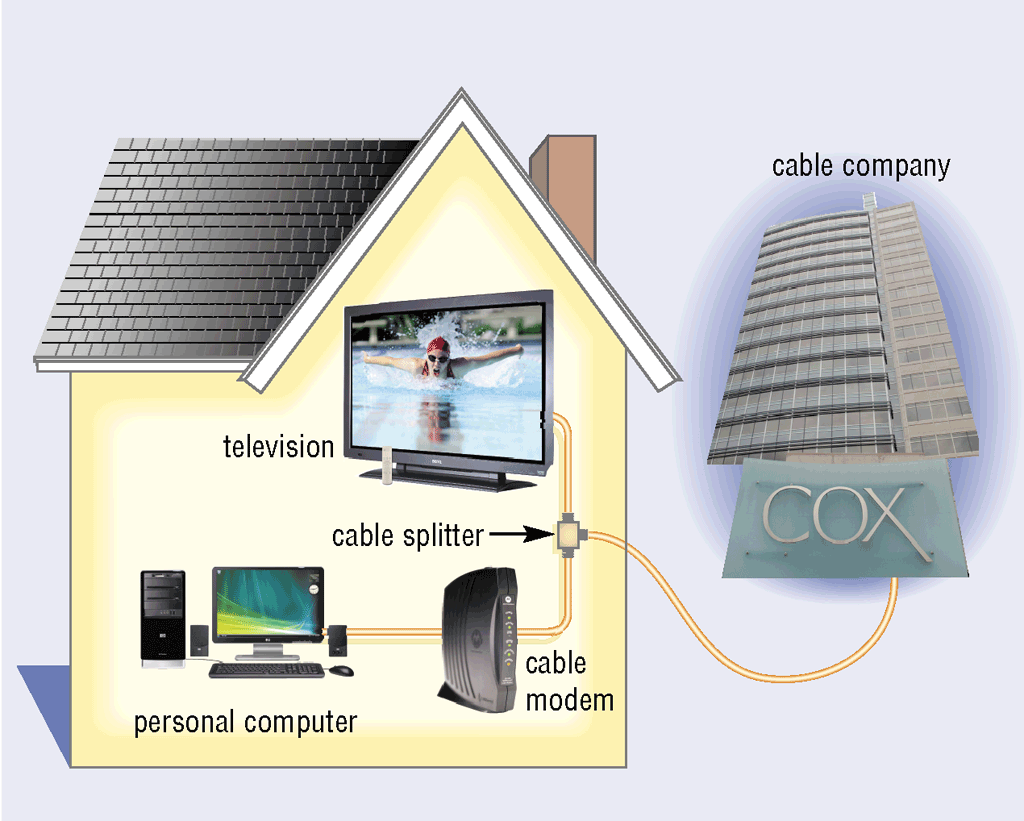 cable company
COX
television
cable splitter
cable
modem
personal computer